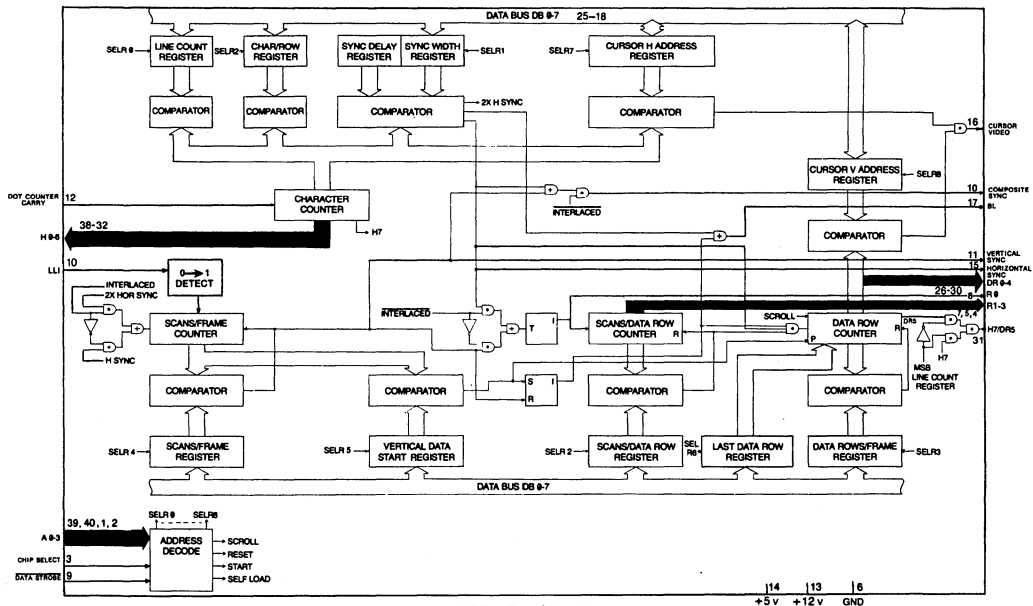 DATA BUS DB 0-7 25-18
SELR 0
LINE COUNT
REGISTER
SELR2
CHAR/ROW
REGISTER
SYNC DELAY
REGISTER
SYNC WIDTH
REGISTER
SELR1
SELR7
CURSOR H ADDRESS
REGISTER
COMPARATOR
COMPARATOR
COMPARATOR
2X H SYNC
COMPARATOR
16
CURSOR
VIDEO
CURSOR V ADDRESS
REGISTER
SELR8
DOT COUNTER
CARRY
12
CHARACTER
COUNTER
H7
INTERLACED
10
COMPOSITE
SYNC
17
BL
H 0-6
38-32
COMPARATOR
LLI
10
0 → 1
DETECT
11
VERTICAL
SYNC
15
HORIZONTAL
SYNC
DR 0-4
26-30
8
R 0
R1-3
7, 5, 4
INTERLACED
2X HOR SYNC
H SYNC
SCANS/FRAME
COUNTER
INTERLACED
T
I
SCANS/DATA ROW
COUNTER
R
SCROLL
P
DATA ROW
COUNTER
DR5
R
H7/DR5
31
H7
MSB
LINE COUNT
REGISTER
COMPARATOR
COMPARATOR
S
I
R
COMPARATOR
COMPARATOR
SELR 4
SCANS/FRAME
REGISTER
SELR 5
VERTICAL DATA
START REGISTER
SELR 2
SCANS/DATA ROW
REGISTER
SEL
R6
LAST DATA ROW
REGISTER
DATA ROWS/FRAME
REGISTER
SELR3
DATA BUS DB 0-7
A 0-3
39, 40, 1, 2
SELR 0
SELR8
ADDRESS
DECODE
SCROLL
RESET
START
SELF LOAD
CHIP SELECT
3
DATA STROBE
9
14
+5 v
13
+12 v
6
GND